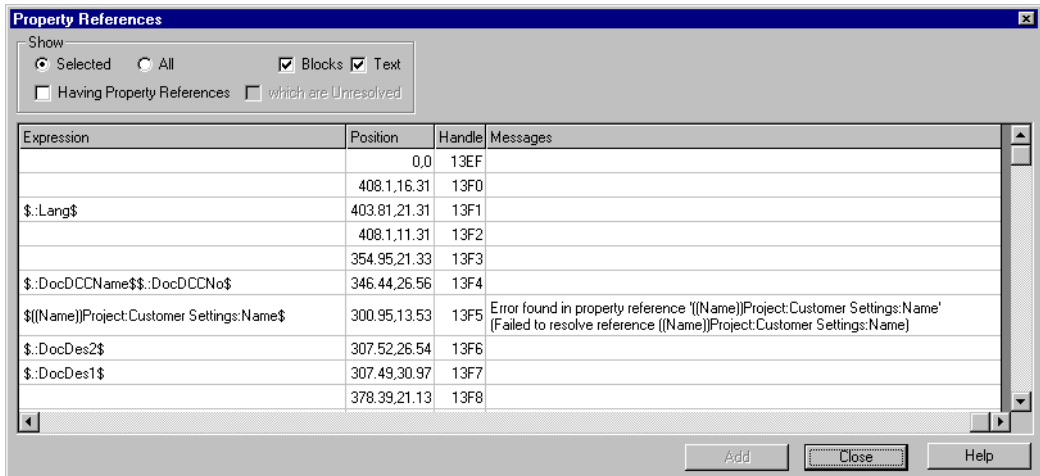 Property References
Show
Selected All Blocks Text
Having Property References which are Unresolved
Expression Position Handle Messages
0,0 13EF
408.1,16.31 13F0
$.:Lang$ 403.81,21.31 13F1
408.1,11.31 13F2
354.95,21.33 13F3
$.:DocDCCName$$.:DocDCCNo$ 346.44,26.56 13F4
$((Name))Project:Customer Settings:Name$ 300.95,13.53 13F5 Error found in property reference '((Name))Project:Customer Settings:Name'
(Failed to resolve reference ((Name))Project:Customer Settings:Name)
$.:DocDes2$ 307.52,26.54 13F6
$.:DocDes1$ 307.49,30.97 13F7
378.39,21.13 13F8
Add Close Help